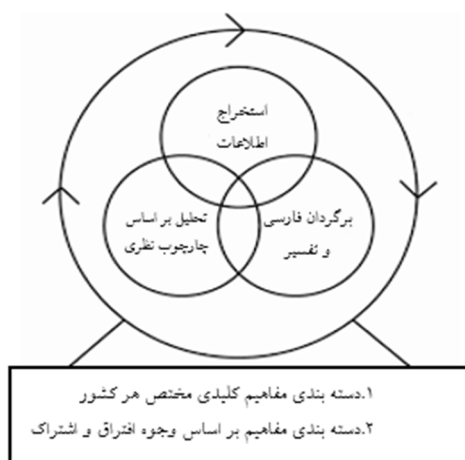 استخراج
اطلاعات
برگردان فارسی
و تفسیر
تحلیل بر اساس
چارچوب نظری
۱.دسته بندی مفاهیم کلیدی مختص هر کشور
۲.دسته بندی مفاهیم بر اساس وجوه افتراق و اشتراک